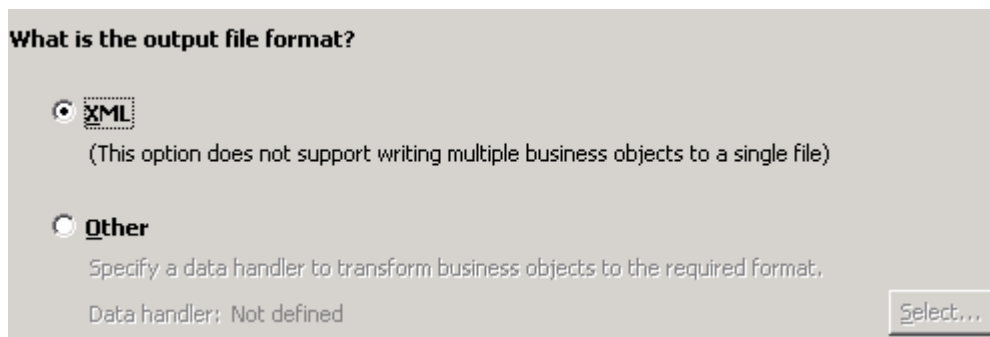 What is the output file format?
XML
(This option does not support writing multiple business objects to a single file)
Other
Specify a data handler to transform business objects to the required format.
Data handler: Not defined
Select...